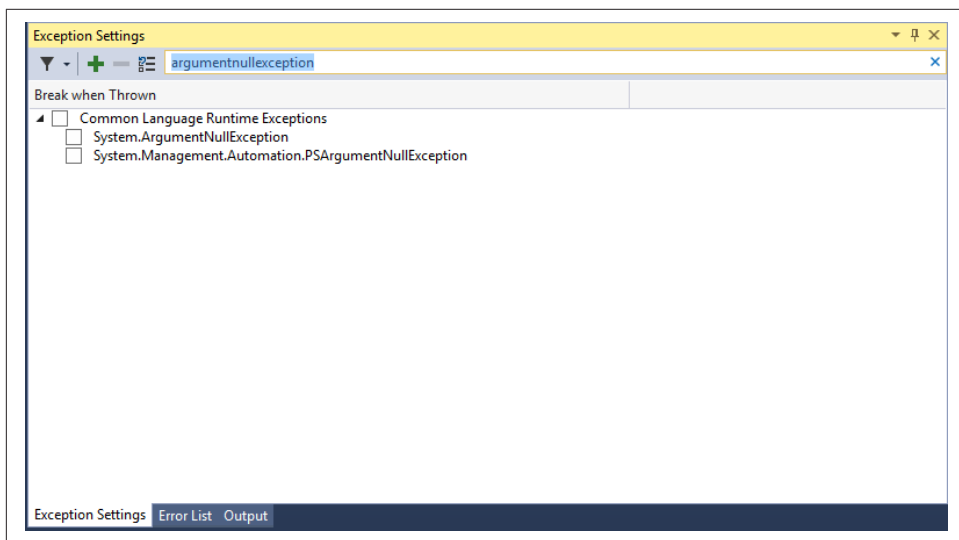 Exception Settings
argumentnullexception
Break when Thrown
Common Language Runtime Exceptions
System.ArgumentNullException
System.Management.Automation.PSArgumentNullException
Exception Settings Error List Output